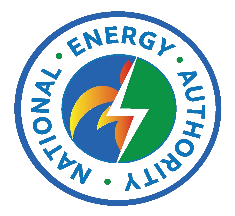 NATIONAL • ENERGY • AUTHORITY •